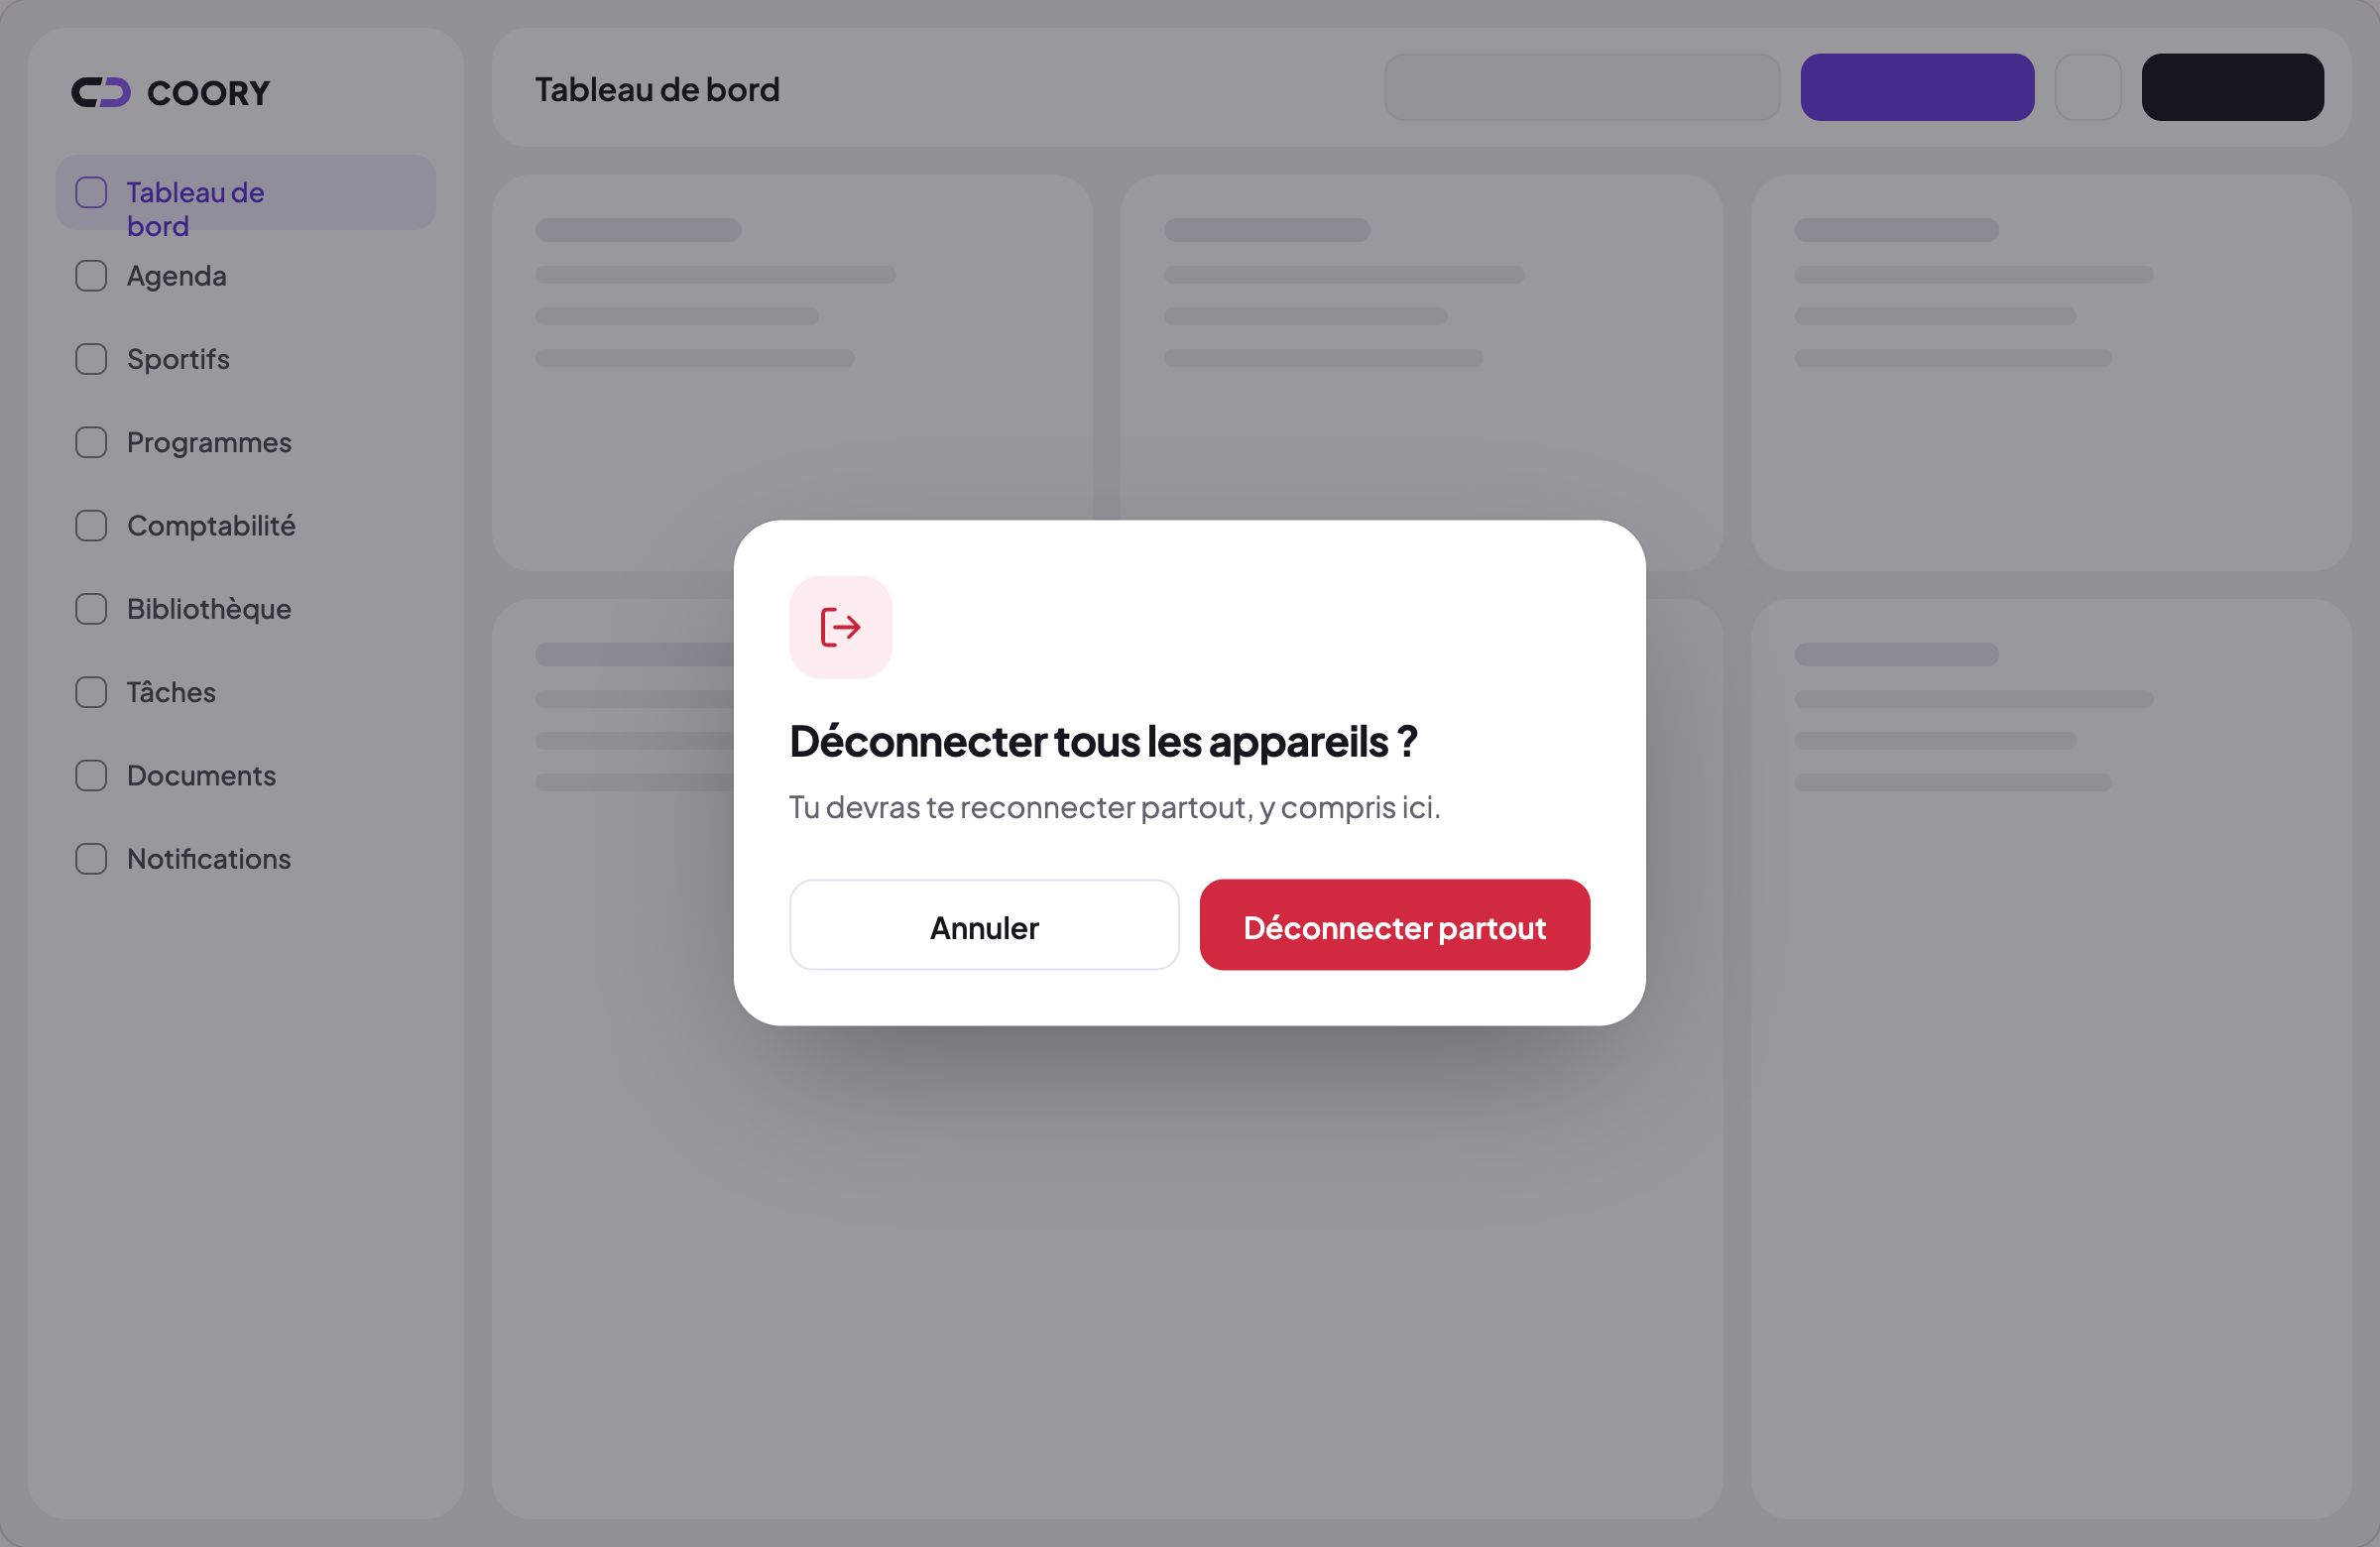 COORY
Tableau de bord
Tableau de
bord
Agenda
Sportifs
Programmes
Comptabilité
Bibliothèque
Tâches
Documents
Notifications
Déconnecter tous les appareils ?
Tu devras te reconnecter partout, y compris ici.
Annuler
Déconnecter partout